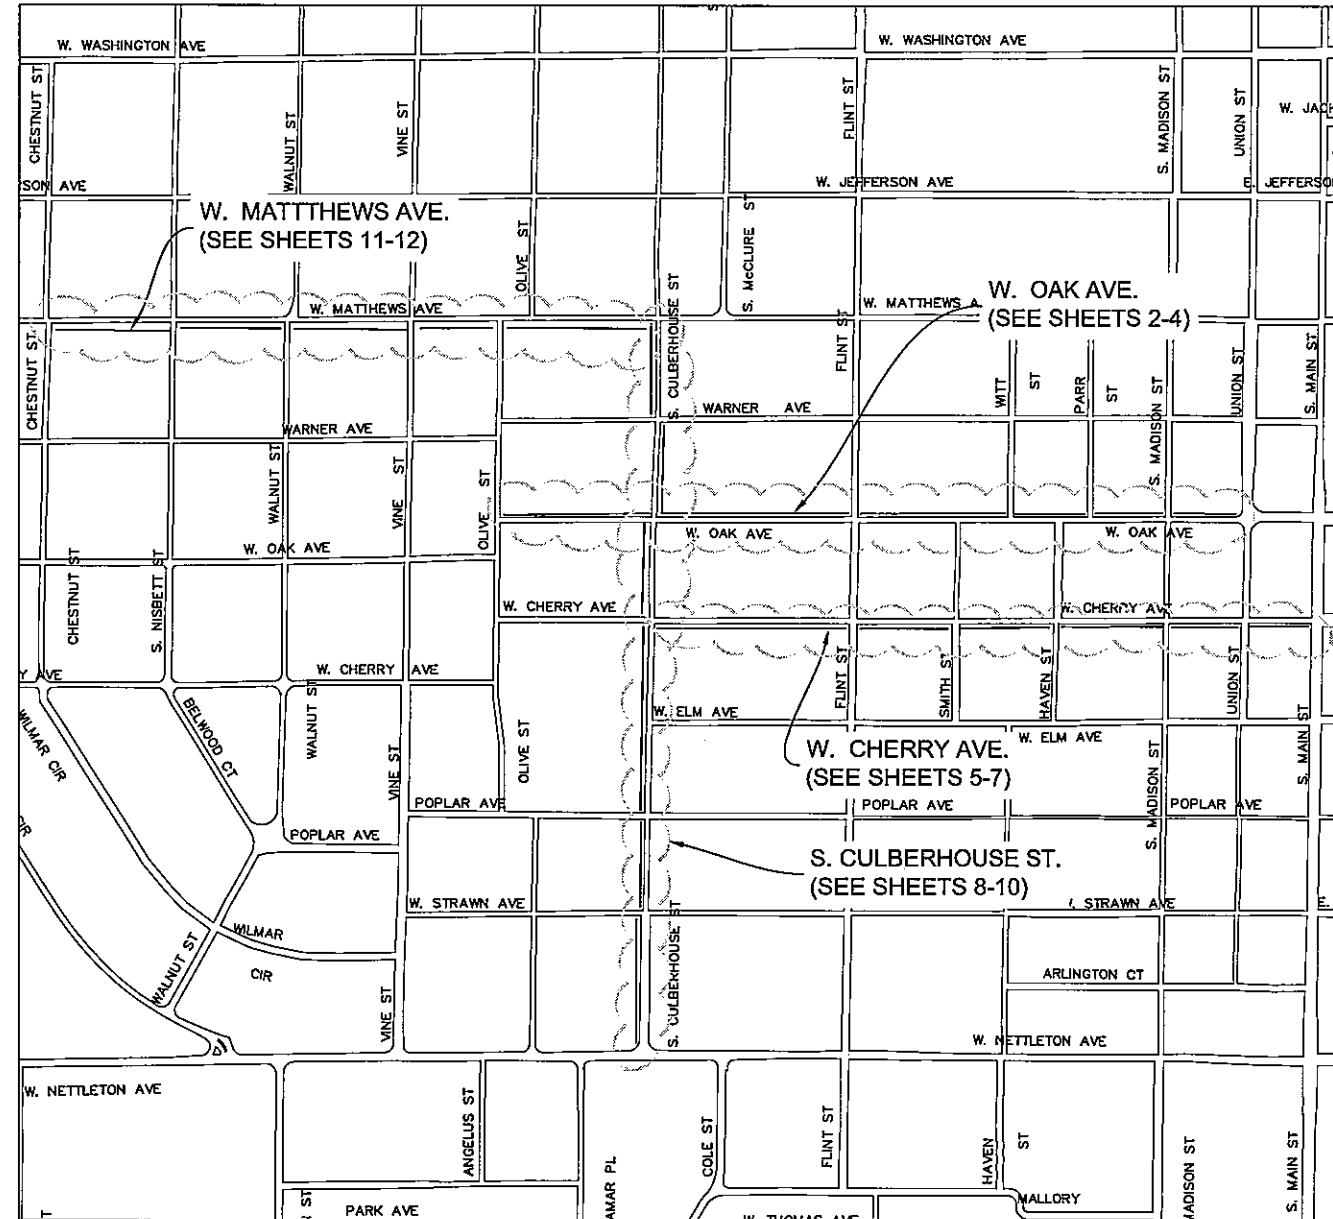 W. WASHINGTON AVE
W. WASHINGTON AVE
CHESTNUT ST
WALNUT ST
VINE ST
FLINT ST
S. MADISON ST
UNION ST
W. JACK
SON AVE
W. JEFFERSON AVE
E. JEFFERSO
W. MATTTHEWS AVE.
(SEE SHEETS 11-12)
OLIVE ST
S. McCLURE ST
W. OAK AVE.
(SEE SHEETS 2-4)
W. MATTHEWS AVE
W. MATTHEWS A
CHESTNUT ST.
S. CULBERHOUSE ST
FLINT ST
WITT ST
PARR ST
S. MADISON ST
UNION ST
S. MAIN ST
WARNER AVE
WARNER AVE
WALNUT ST
VINE ST
OLIVE ST
W. OAK AVE
W. OAK AVE
W. OAK AVE
CHESTNUT ST
S. NISBETT ST
W. CHERRY AVE
W. CHERRY AVE
Y AVE
W. CHERRY AVE
WALNUT ST
FLINT ST
SMITH ST
HAVEN ST
UNION ST
WILMAR CIR
BELWOOD CT
W. ELM AVE
W. ELM AVE
OLIVE ST
VINE ST
W. CHERRY AVE.
(SEE SHEETS 5-7)
S. MADISON ST
S. MAIN ST
POPLAR AVE
POPLAR AVE
POPLAR AVE
CIR
POPLAR AVE
S. CULBERHOUSE ST.
(SEE SHEETS 8-10)
W. STRAWN AVE
STRAWN AVE
E.
WILMAR
CIR
WALNUT ST
S. CULBERHOUSE ST
ARLINGTON CT
VINE ST
W. NETTLETON AVE
W. NETTLETON AVE
ANGELUS ST
COLE ST
FLINT ST
HAVEN ST
MADISON ST
S. MAIN ST
AMAR PL
MALLORY
R ST
PARK AVE
W. THOMAS AVE